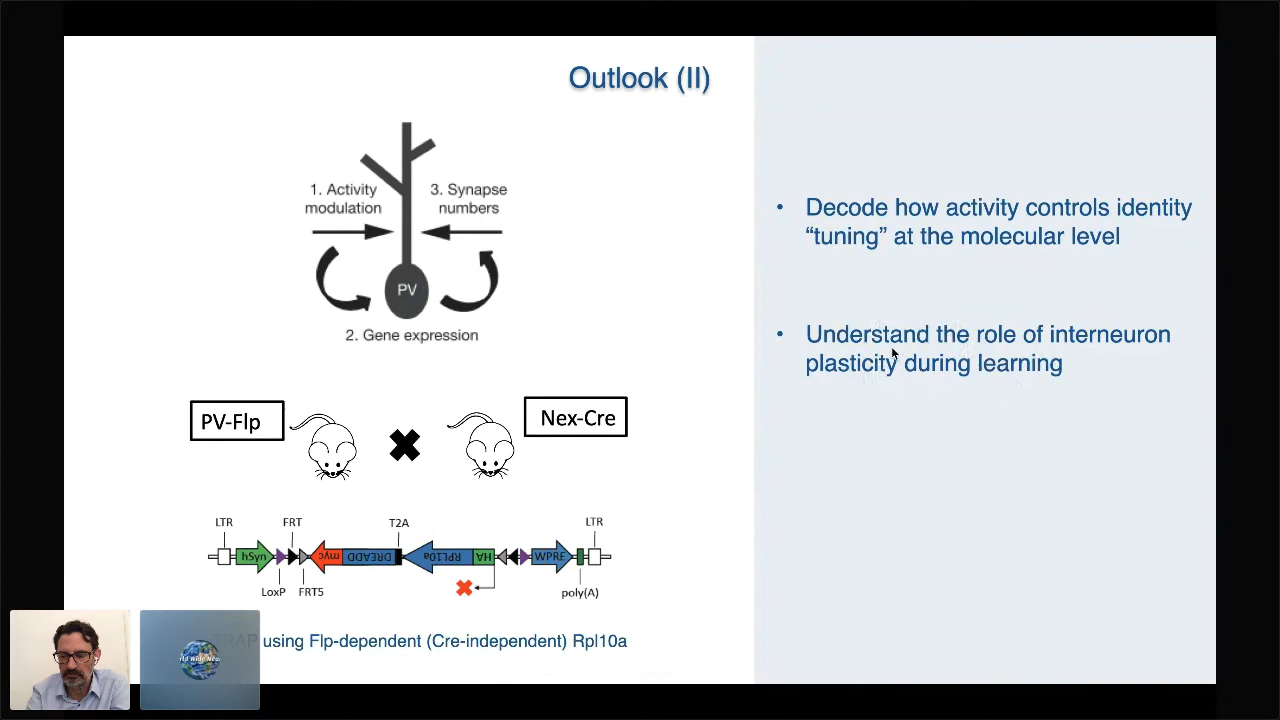 Outlook (II)
1. Activity
modulation
3. Synapse
numbers
PV
2. Gene expression
PV-Flp
Nex-Cre
LTR
FRT
T2A
LTR
hSyn
myc
DREADD
RPL10a
HA
WPRE
LoxP
FRT5
poly(A)
using Flp-dependent (Cre-independent) Rpl10a
• Decode how activity controls identity
“tuning” at the molecular level
• Understand the role of interneuron
plasticity during learning